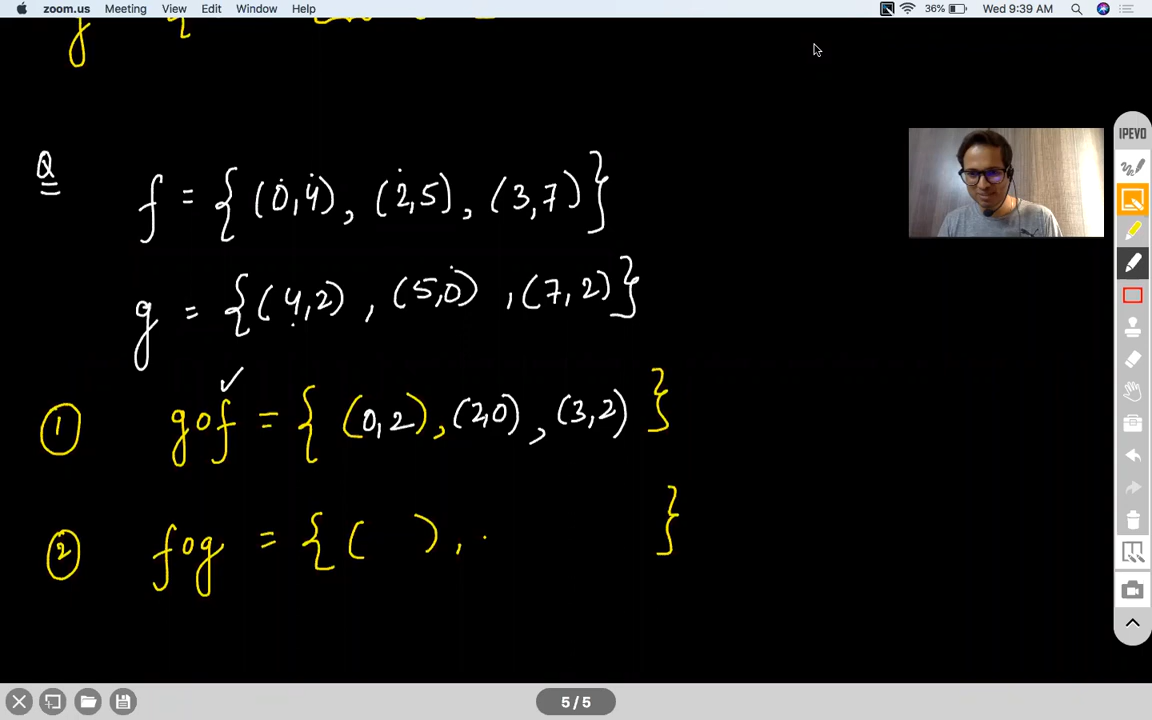 zoom.us Meeting View Edit Window Help 36% Wed 9:39 AM
Q f = {(0,4), (2,5), (3,7)}
IPEVO
g = {(4,2), (5,0), (7,2)}
① gof = { (0,2), (2,0), (3,2) }
② fog = { ( ), . }
5 / 5